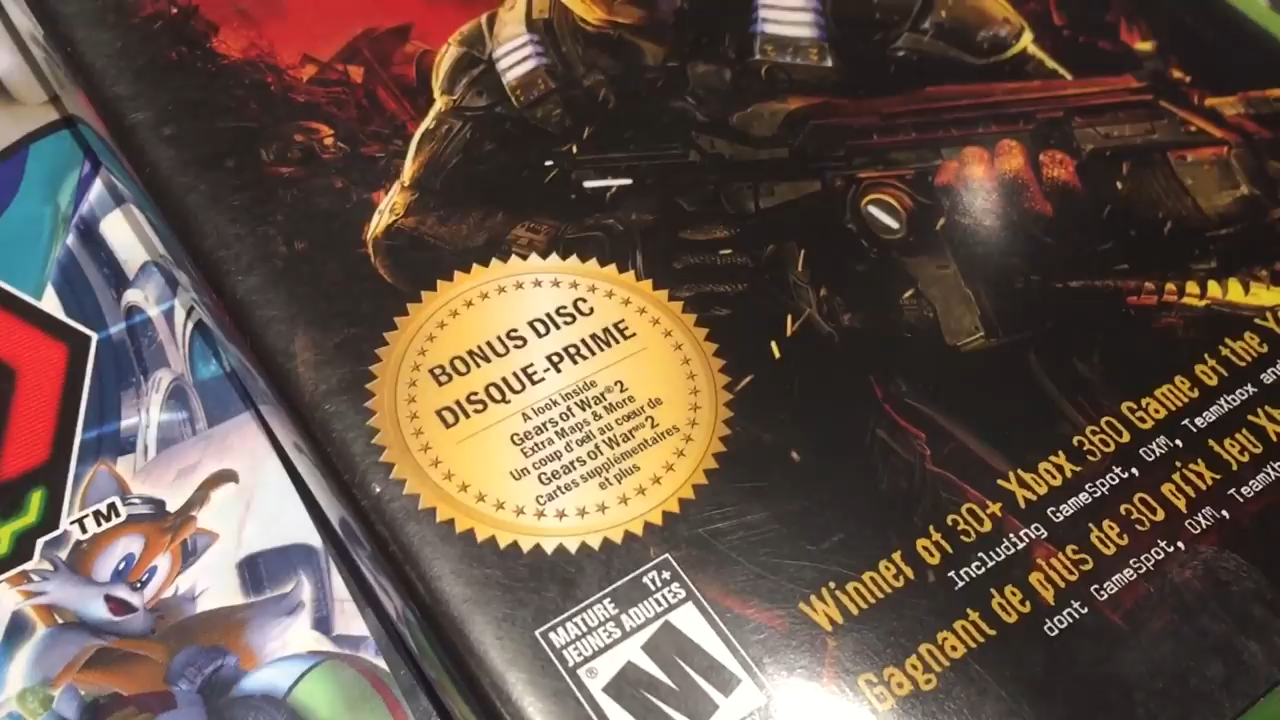 BONUS DISC
DISQUE-PRIME
A look inside
Gears of War® 2
Extra Maps & More
Un coup d'oeil au coeur de
Gears of War MD 2
Cartes supplémentaires
et plus
TM
MATURE 17+
JEUNES ADULTES
M
®
Winner of 30+ Xbox 360 Game of the
Including GameSpot, OXM, TeamXbox and
Gagnant de plus de 30 prix Jeu
dont GameSpot, OXM,